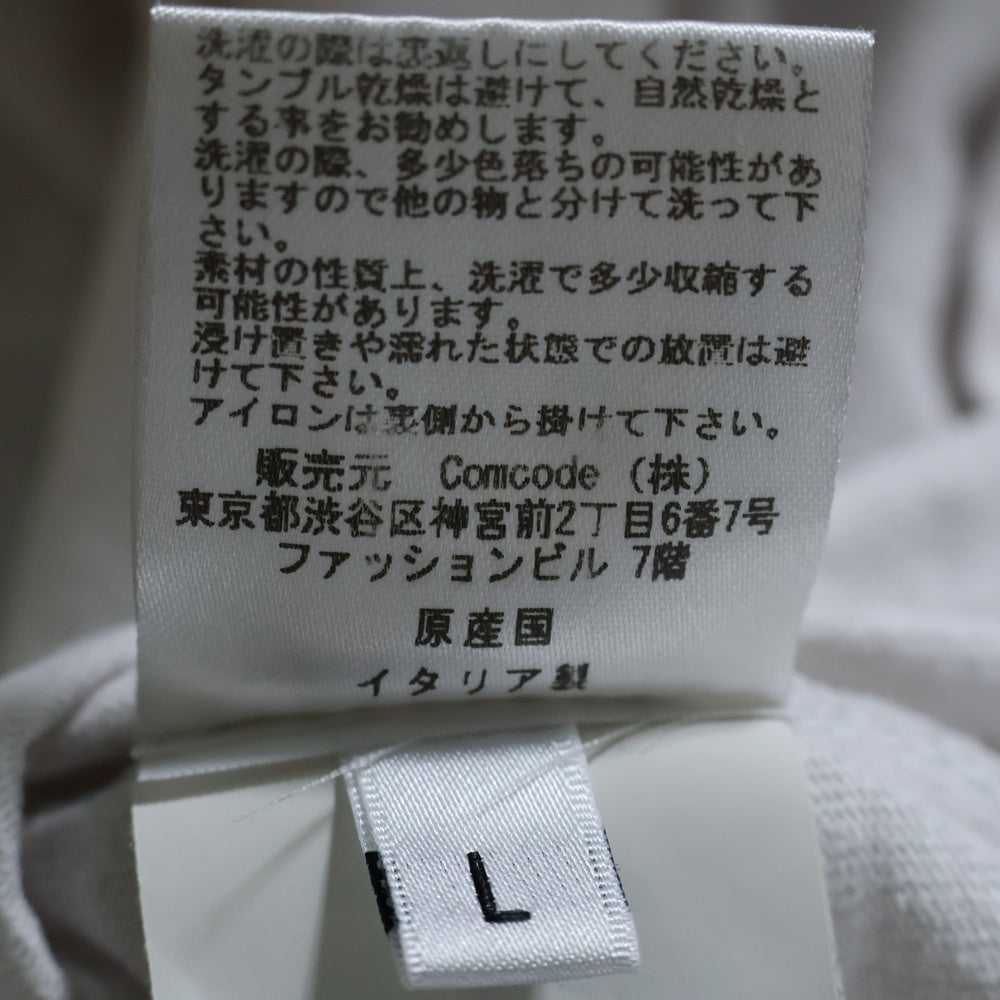 洗濯の際は裏返しにしてください。
タンブル乾燥は避けて、自然乾燥と
する事をお勧めします。
洗濯の際、多少色落ちの可能性があ
りますので他の物と分けて洗って下
さい。
素材の性質上、洗濯で多少収縮する
可能性があります。
浸け置きや濡れた状態での放置は避
けて下さい。
アイロンは裏側から掛けて下さい。
販売元 Comcode (株)
東京都渋谷区神宮前2丁目6番7号
ファッションビル 7階
原産国
イタリア製
L